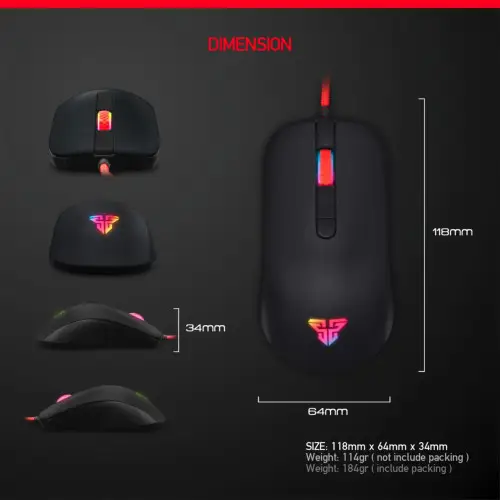 DIMENSION
118mm
34mm
64mm
SIZE: 118mm x 64mm x 34mm
Weight: 114gr ( not include packing )
Weight: 184gr ( include packing )